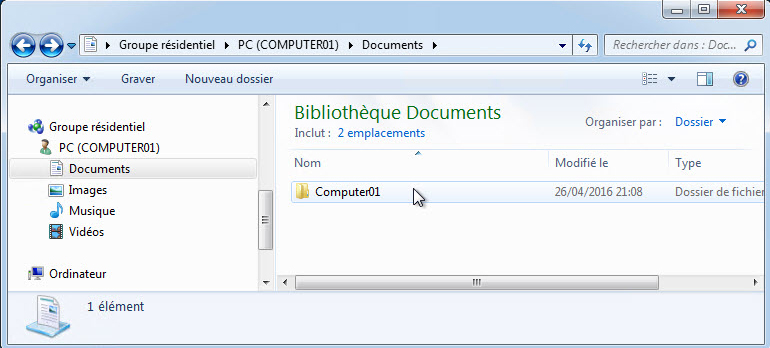 Groupe résidentiel PC (COMPUTER01) Documents Rechercher dans : Doc...
Organiser Graver Nouveau dossier
Groupe résidentiel
PC (COMPUTER01)
Documents
Images
Musique
Vidéos
Ordinateur
Bibliothèque Documents
Inclut : 2 emplacements
Organiser par : Dossier
Nom Modifié le Type
Computer01 26/04/2016 21:08 Dossier de fichier
1 élément